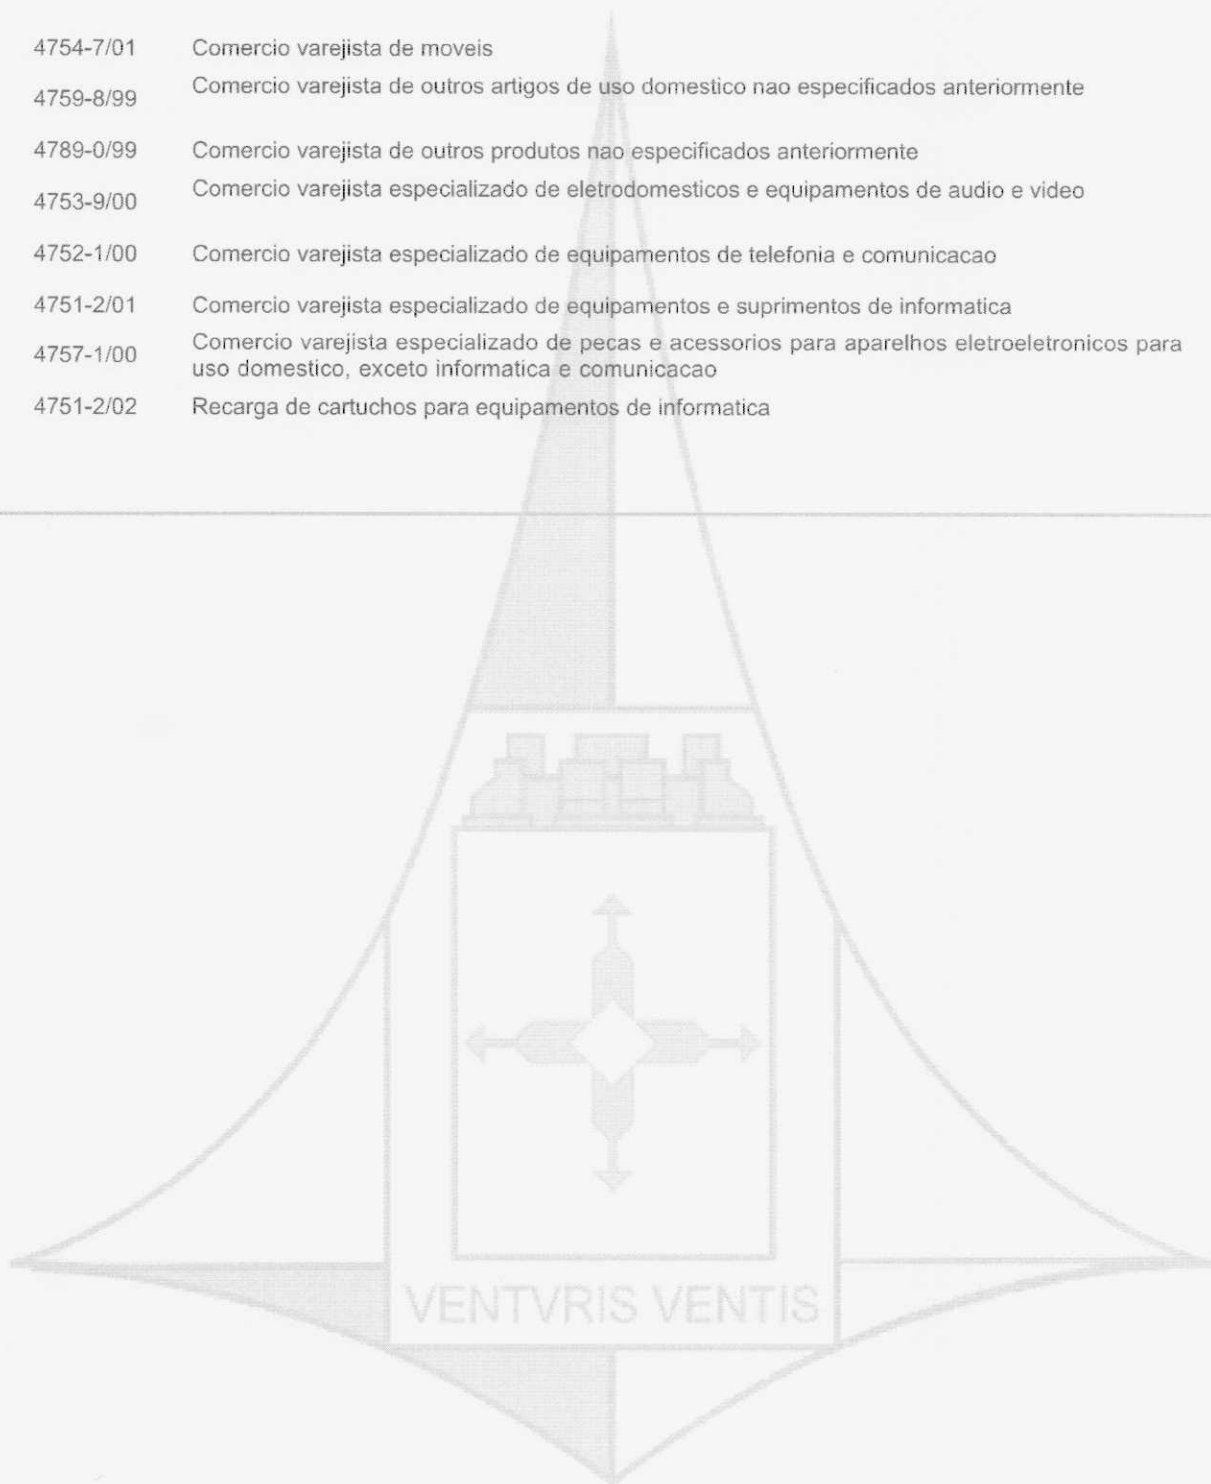 4754-7/01 Comercio varejista de moveis
4759-8/99 Comercio varejista de outros artigos de uso domestico nao especificados anteriormente
4789-0/99 Comercio varejista de outros produtos nao especificados anteriormente
4753-9/00 Comercio varejista especializado de eletrodomesticos e equipamentos de audio e video
4752-1/00 Comercio varejista especializado de equipamentos de telefonia e comunicacao
4751-2/01 Comercio varejista especializado de equipamentos e suprimentos de informatica
4757-1/00 Comercio varejista especializado de pecas e acessorios para aparelhos eletroeletronicos para
uso domestico, exceto informatica e comunicacao
4751-2/02 Recarga de cartuchos para equipamentos de informatica
VENTVRIS VENTIS